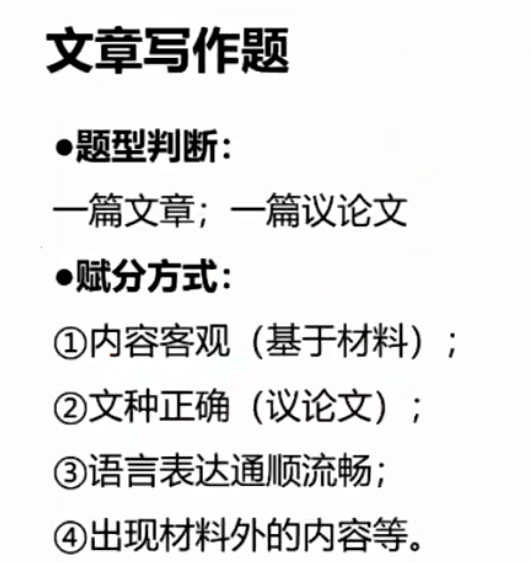 文章写作题
●题型判断：
一篇文章；一篇议论文
●赋分方式：
①内容客观（基于材料）；
②文种正确（议论文）；
③语言表达通顺流畅；
④出现材料外的内容等。